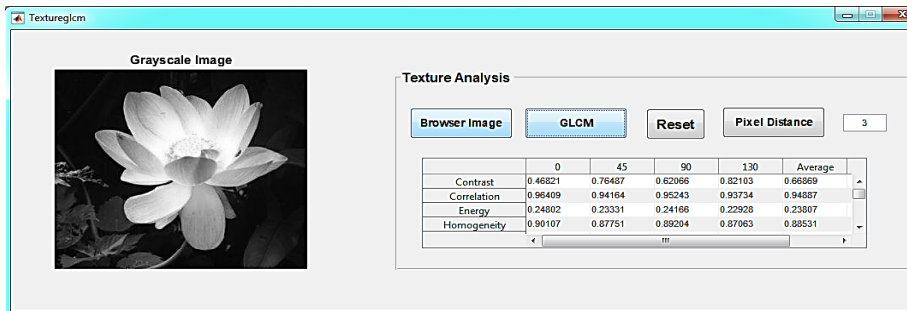 Textureglcm
Grayscale Image
Texture Analysis
Browser Image GLCM Reset Pixel Distance 3
0 45 90 130 Average
Contrast 0.46821 0.76487 0.62066 0.82103 0.66869
Correlation 0.96409 0.94164 0.95243 0.93734 0.94887
Energy 0.24802 0.23331 0.24166 0.22928 0.23807
Homogeneity 0.90107 0.87751 0.89204 0.87063 0.88531